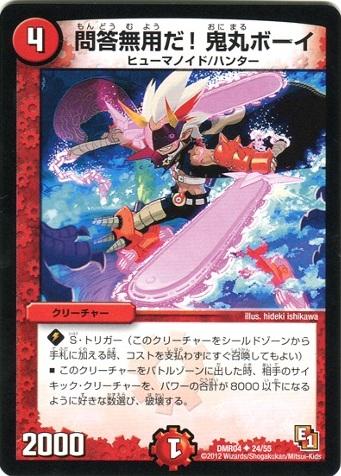 4
もんどう むよう おにまる
問答無用だ! 鬼丸ボーイ
ヒューマノイド/ハンター
illus. hideki ishikawa
クリーチャー
S・トリガー(このクリーチャーをシールドゾーンから
手札に加える時、コストを支払わずにすぐ召喚してもよい)
■ このクリーチャーをバトルゾーンに出した時、相手のサイ
キック・クリーチャーを、パワーの合計が8000以下になる
ように好きな数選び、破壊する。
2000
1
E1
DMR04 24/55
©2012 Wizards/Shogakukan/Mitsui-Kids